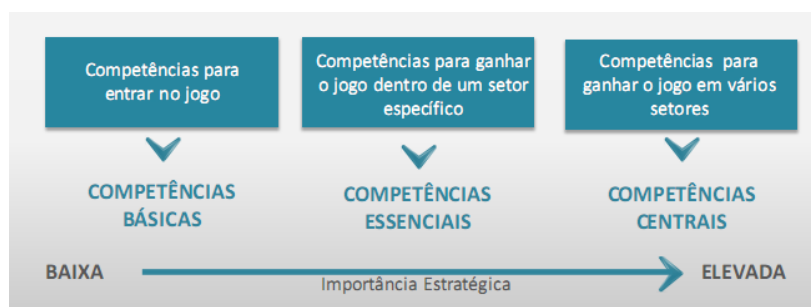 Competências para
entrar no jogo
Competências para ganhar
o jogo dentro de um setor
específico
Competências para
ganhar o jogo em vários
setores
COMPETÊNCIAS
BÁSICAS
COMPETÊNCIAS
ESSENCIAIS
COMPETÊNCIAS
CENTRAIS
BAIXA
Importância Estratégica
ELEVADA